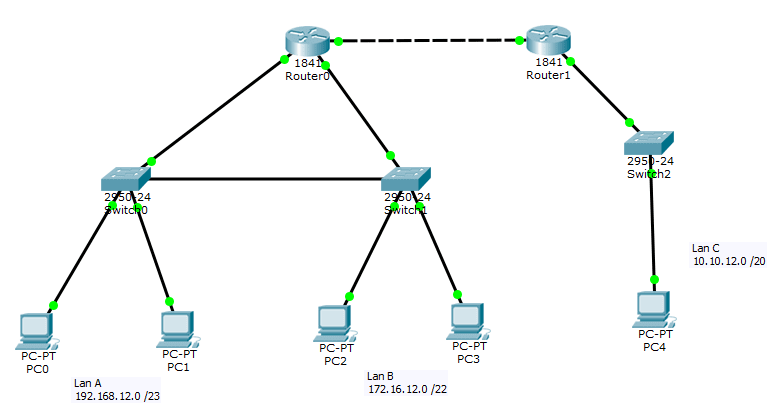 1841
Router0
1841
Router1
2950-24
Switch2
2950-24
Switch0
2950-24
Switch1
Lan C
10.10.12.0 /20
PC-PT
PC4
PC-PT
PC0
PC-PT
PC1
PC-PT
PC2
PC-PT
PC3
Lan A
192.168.12.0 /23
Lan B
172.16.12.0 /22